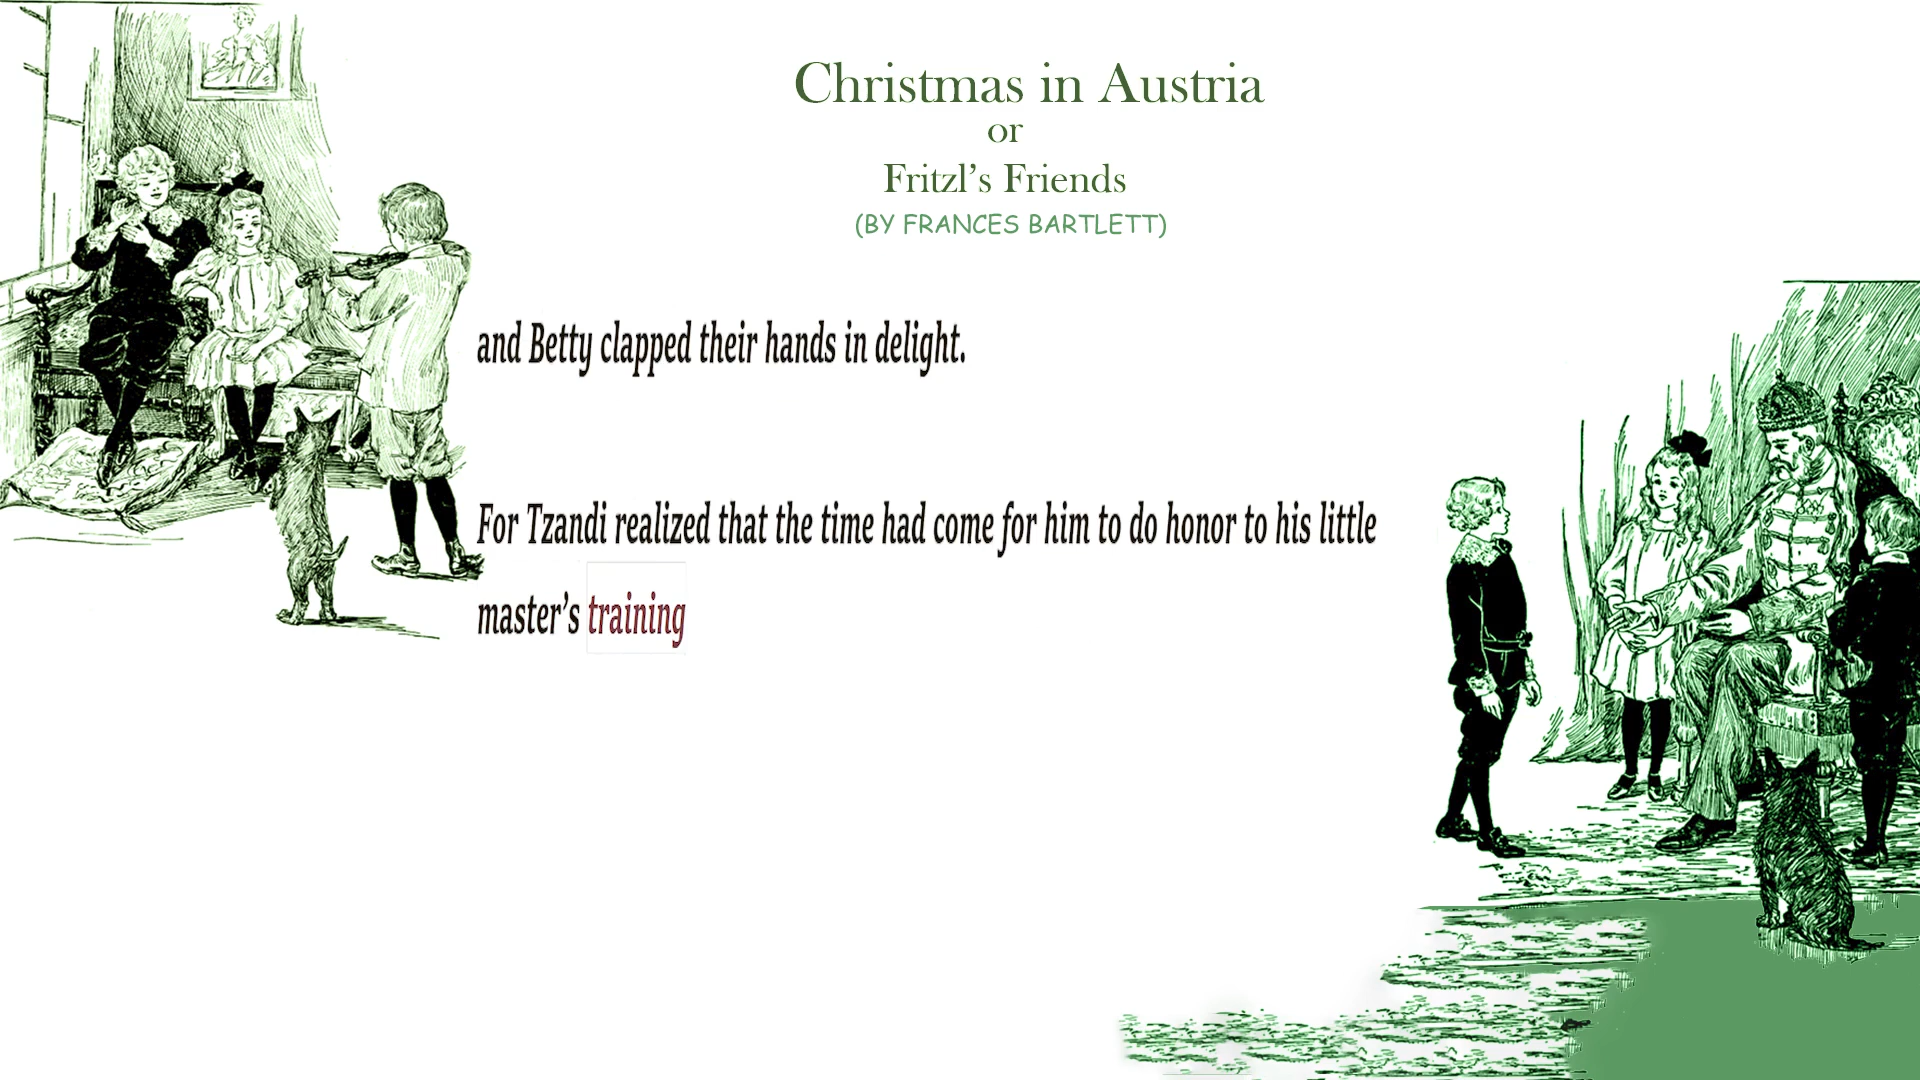 Christmas in Austria
or
Fritzl’s Friends
(BY FRANCES BARTLETT)
and Betty clapped their hands in delight.
For Tzandi realized that the time had come for him to do honor to his little
master’s training